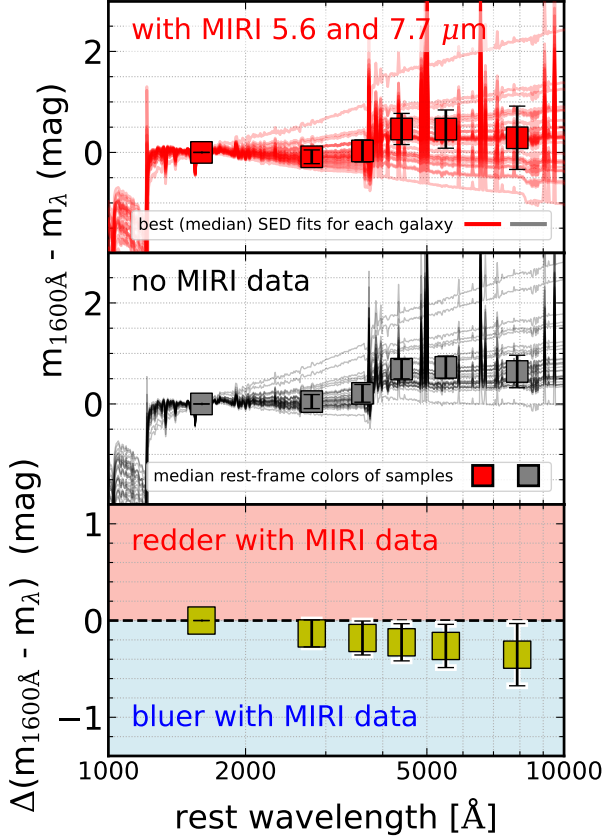 with MIRI 5.6 and 7.7 μm
2
0
best (median) SED fits for each galaxy
m1600Å - mλ (mag)
no MIRI data
2
0
median rest-frame colors of samples
Δ(m1600Å - mλ) (mag)
1
redder with MIRI data
0
−1
bluer with MIRI data
1000 2000 5000 10000
rest wavelength [Å]